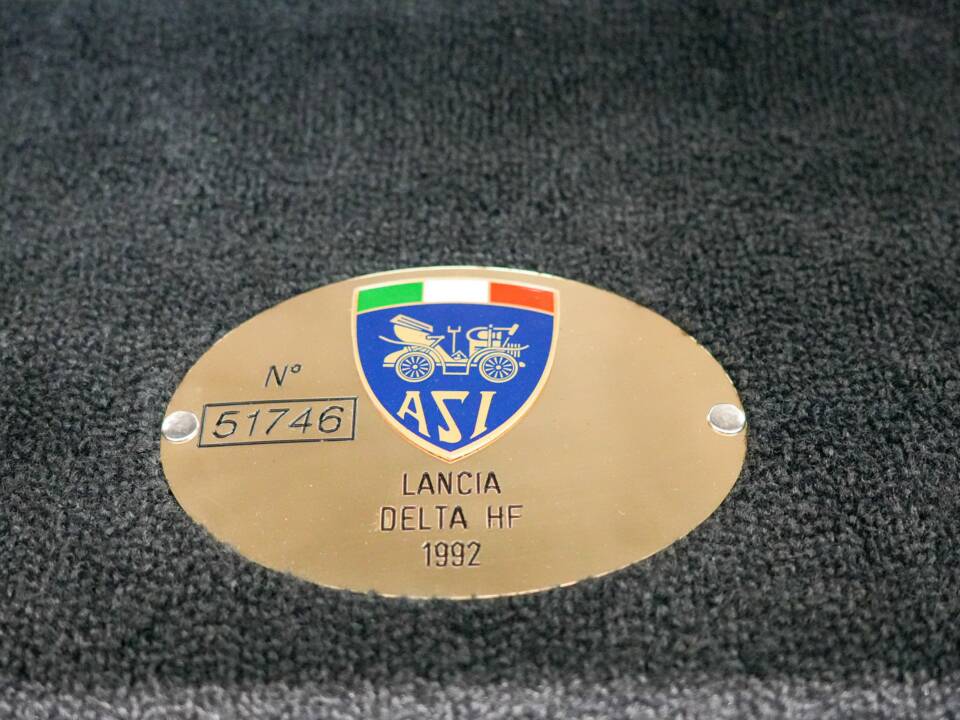 N°
51746
ASI
LANCIA
DELTA HF
1992